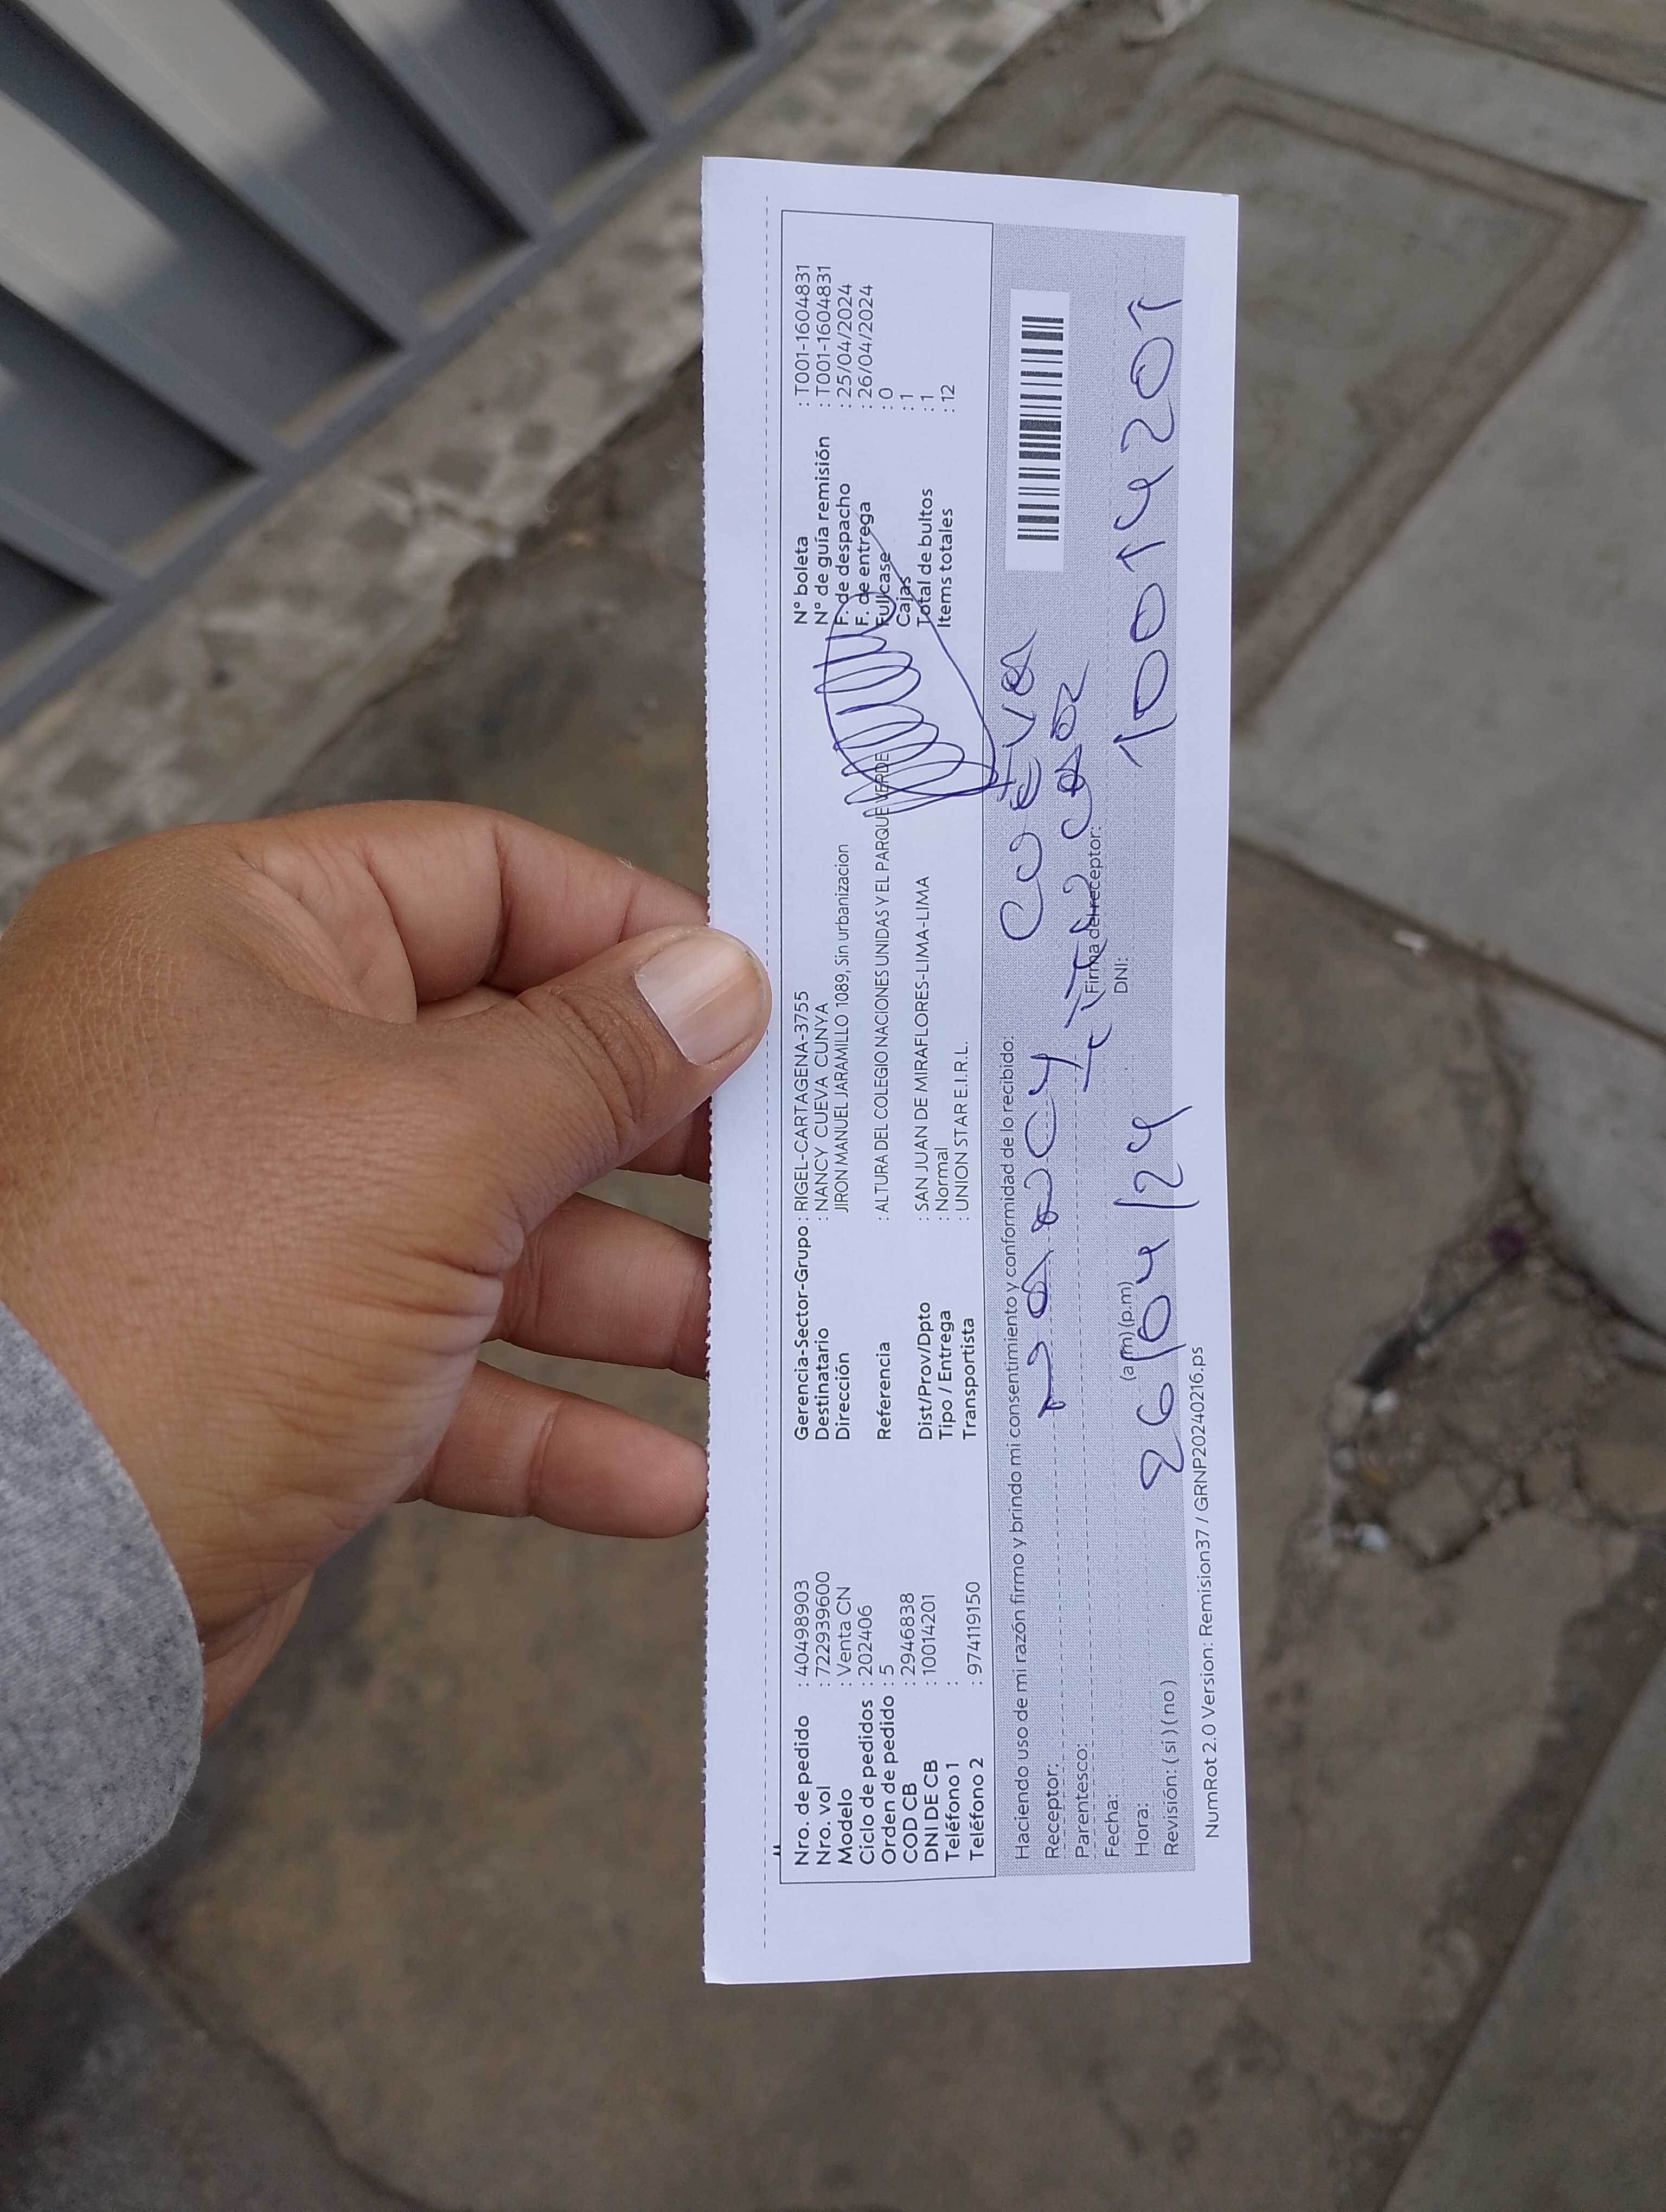 Nro. de pedido : 40498903 Gerencia-Sector-Grupo : RIGEL-CARTAGENA-3755 N° boleta : T001-1604831
Nro. vol : 722939600 Destinatario : NANCY CUEVA CUNYA N° de guía remisión : T001-1604831
Modelo : Venta CN Dirección JIRON MANUEL JARAMILLO 1089, Sin urbanizacion F. de despacho : 25/04/2024
Ciclo de pedidos : 202406 F. de entrega : 26/04/2024
Orden de pedido : 5 Referencia : ALTURA DEL COLEGIO NACIONES UNIDAS Y EL PARQUE VERDE Fullcase : 0
COD CB : 2946838 Cajas : 1
DNI DE CB : 10014201 Dist/Prov/Dpto : SAN JUAN DE MIRAFLORES-LIMA-LIMA Total de bultos : 1
Teléfono 1 : Tipo / Entrega : Normal Items totales : 12
Teléfono 2 : 974119150 Transportista : UNION STAR E.I.R.L.
Haciendo uso de mi razón firmo y brindo mi consentimiento y conformidad de lo recibido:
Receptor: Nancy Cueva
Parentesco: Titular
Fecha: 26/04/24 Firma del receptor:
Hora: (a.m) (p.m) DNI: 10014201
Revisión: ( si ) ( no )
NumRot 2.0 Version: Remision37 / GRNP20240216.ps